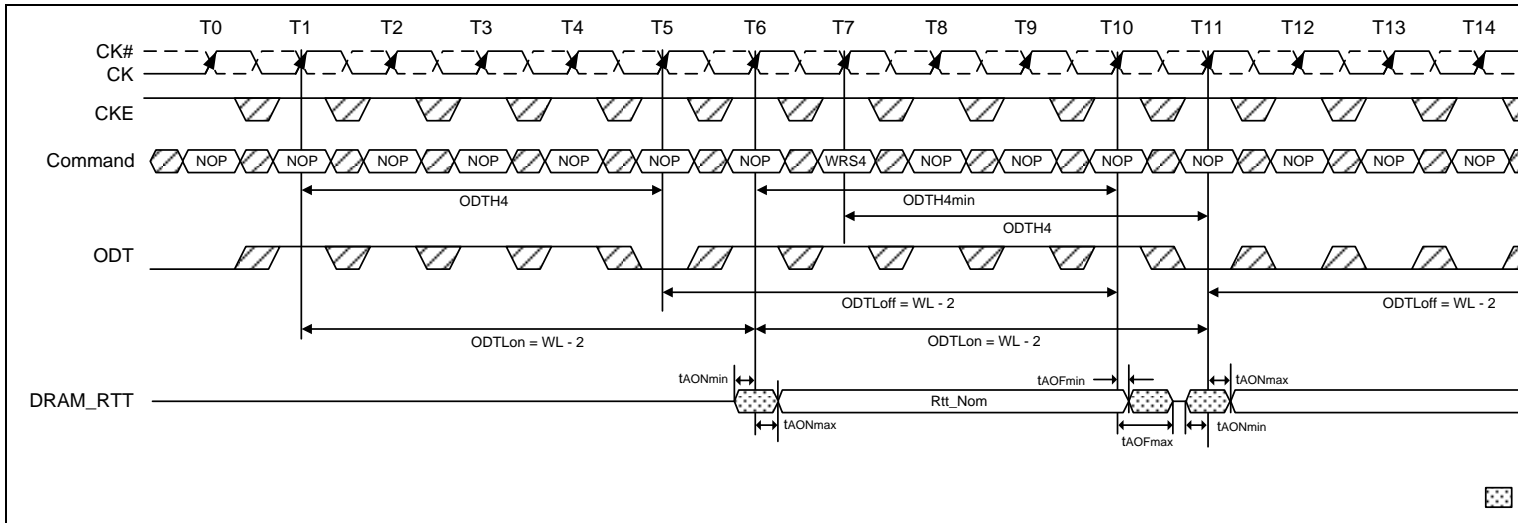 T0 T1 T2 T3 T4 T5 T6 T7 T8 T9 T10 T11 T12 T13 T14
CK#
CK
CKE
Command NOP NOP NOP NOP NOP NOP NOP WRS4 NOP NOP NOP NOP NOP NOP NOP
ODTH4 ODTH4min
ODTH4
ODT
ODTLoff = WL - 2 ODTLoff = WL - 2
ODTLon = WL - 2 ODTLon = WL - 2
tAONmin tAOFmin tAONmax
DRAM_RTT Rtt_Nom
tAONmax tAOFmax tAONmin